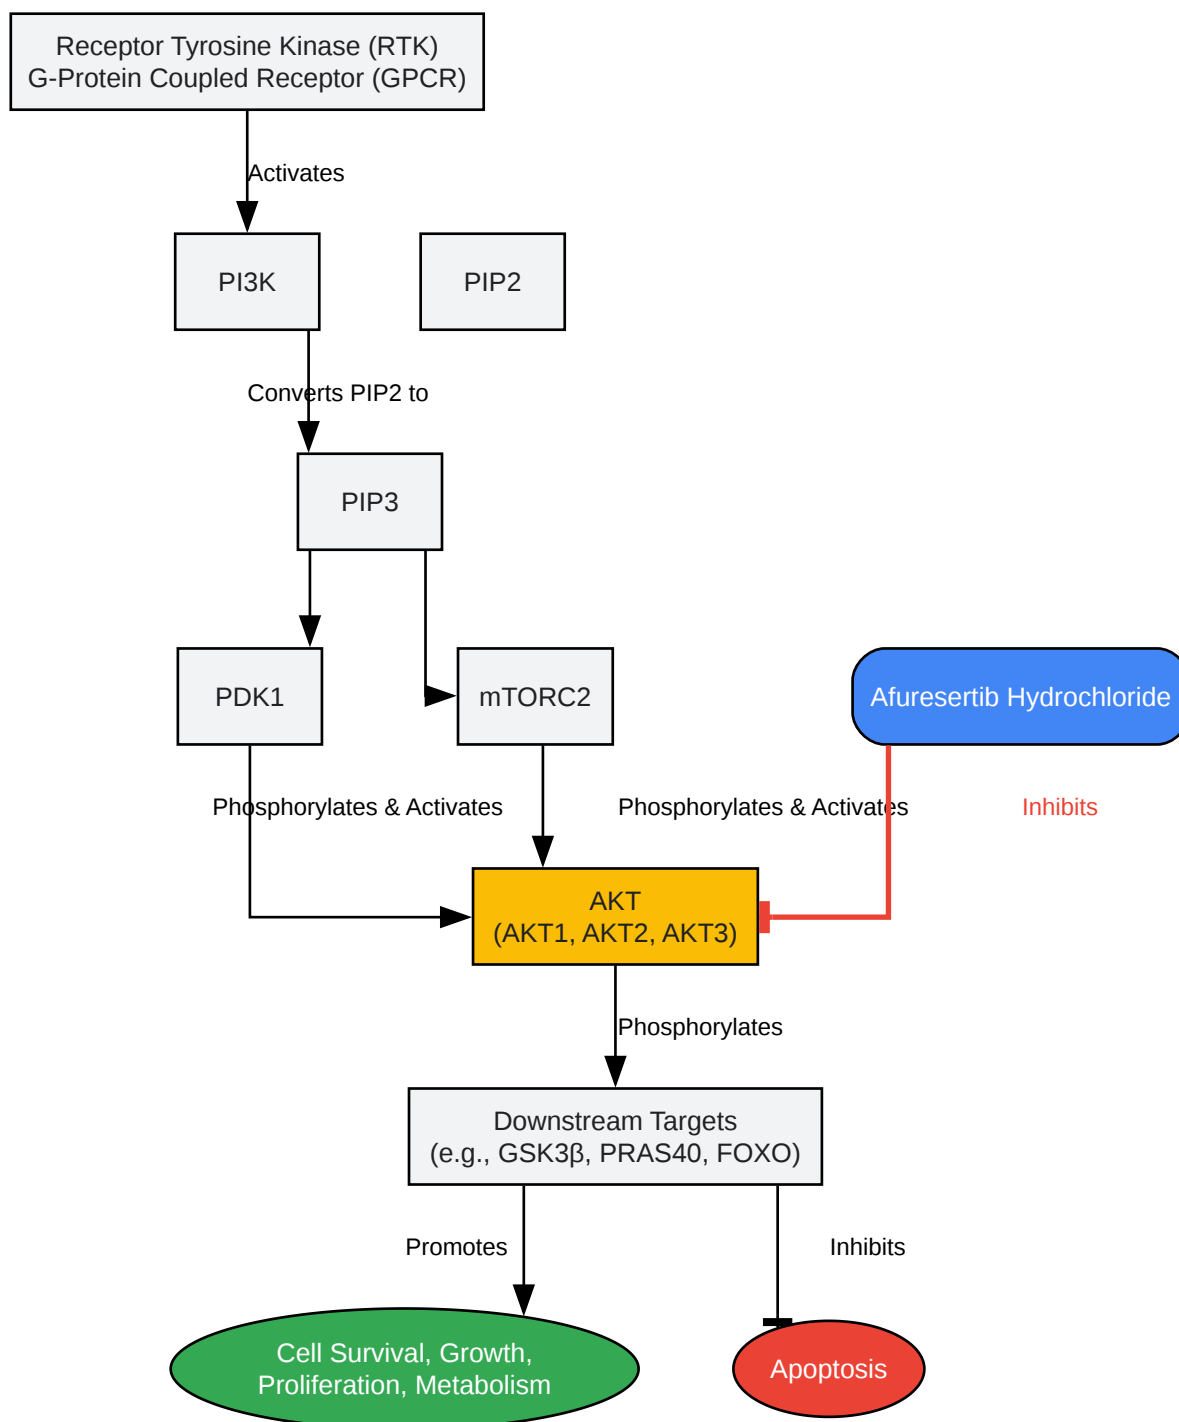 Receptor Tyrosine Kinase (RTK)
G-Protein Coupled Receptor (GPCR)
Activates
PI3K
PIP2
Converts PIP2 to
PIP3
PDK1
mTORC2
Afuresertib Hydrochloride
Phosphorylates & Activates
Phosphorylates & Activates
Inhibits
AKT
(AKT1, AKT2, AKT3)
Phosphorylates
Downstream Targets
(e.g., GSK3β, PRAS40, FOXO)
Promotes
Inhibits
Cell Survival, Growth,
Proliferation, Metabolism
Apoptosis